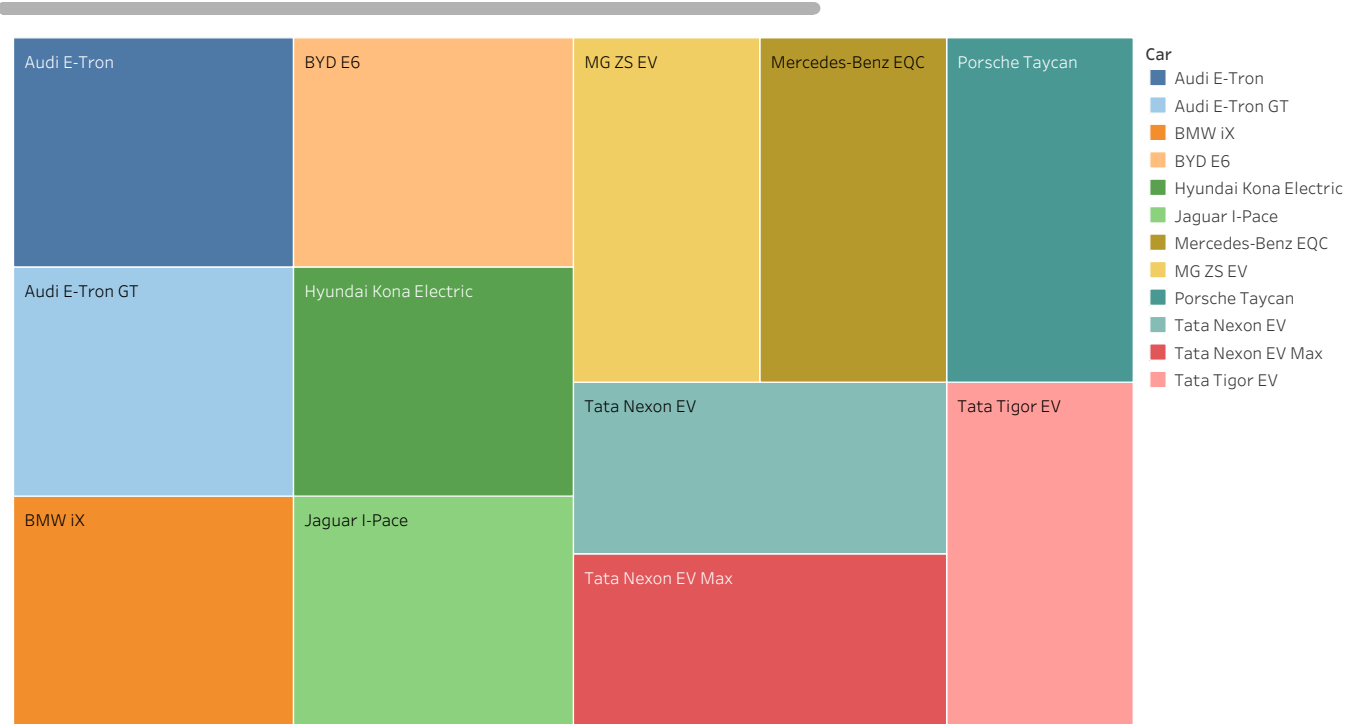 Audi E-Tron
BYD E6
MG ZS EV
Mercedes-Benz EQC
Porsche Taycan
Audi E-Tron GT
Hyundai Kona Electric
Tata Nexon EV
Tata Tigor EV
BMW iX
Jaguar I-Pace
Tata Nexon EV Max
Car
Audi E-Tron
Audi E-Tron GT
BMW iX
BYD E6
Hyundai Kona Electric
Jaguar I-Pace
Mercedes-Benz EQC
MG ZS EV
Porsche Taycan
Tata Nexon EV
Tata Nexon EV Max
Tata Tigor EV